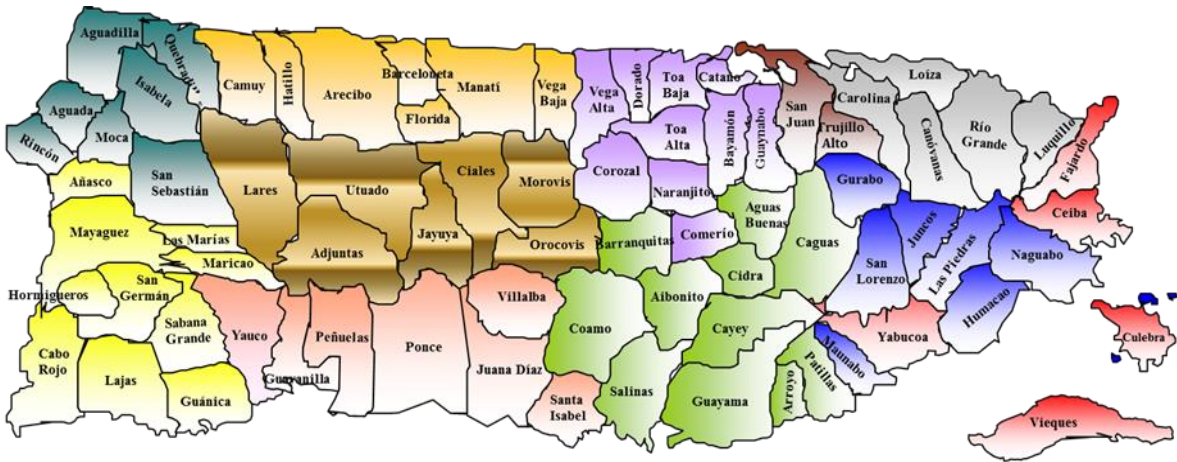 Aguadilla
Quebradillas
Camuy
Hatillo
Arecibo
Barceloneta
Manatí
Vega
Baja
Vega
Alta
Dorado
Toa
Baja
Cataño
San
Juan
Carolina
Loíza
Isabela
Aguada
Moca
Rincón
Florida
Toa
Alta
Bayamón
Guaynabo
Trujillo
Alto
Canóvanas
Río
Grande
Luquillo
Fajardo
Añasco
San
Sebastián
Lares
Utuado
Ciales
Morovis
Corozal
Naranjito
Gurabo
Ceiba
Mayaguez
Las Marías
Maricao
Adjuntas
Jayuya
Orocovis
Barranquitas
Comerío
Aguas
Buenas
Caguas
San
Lorenzo
Juncos
Las Piedras
Naguabo
Hormigueros
San
Germán
Sabana
Grande
Yauco
Peñuelas
Ponce
Villalba
Coamo
Aibonito
Cidra
Cayey
Yabucoa
Humacao
Culebra
Cabo
Rojo
Lajas
Guánica
Guayanilla
Juana Díaz
Santa
Isabel
Salinas
Guayama
Arroyo
Patillas
Maunabo
Vieques